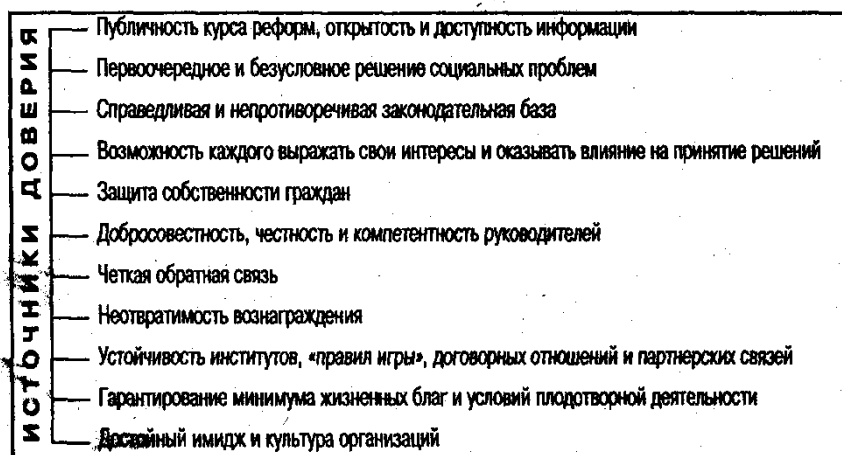 ИСТОЧНИКИ ДОВЕРИЯ
Публичность курса реформ, открытость и доступность информации
Первоочередное и безусловное решение социальных проблем
Справедливая и непротиворечивая законодательная база
Возможность каждого выражать свои интересы и оказывать влияние на принятие решений
Защита собственности граждан
Добросовестность, честность и компетентность руководителей
Четкая обратная связь
Неотвратимость вознаграждения
Устойчивость институтов, «правил игры», договорных отношений и партнерских связей
Гарантирование минимума жизненных благ и условий плодотворной деятельности
Достойный имидж и культура организаций